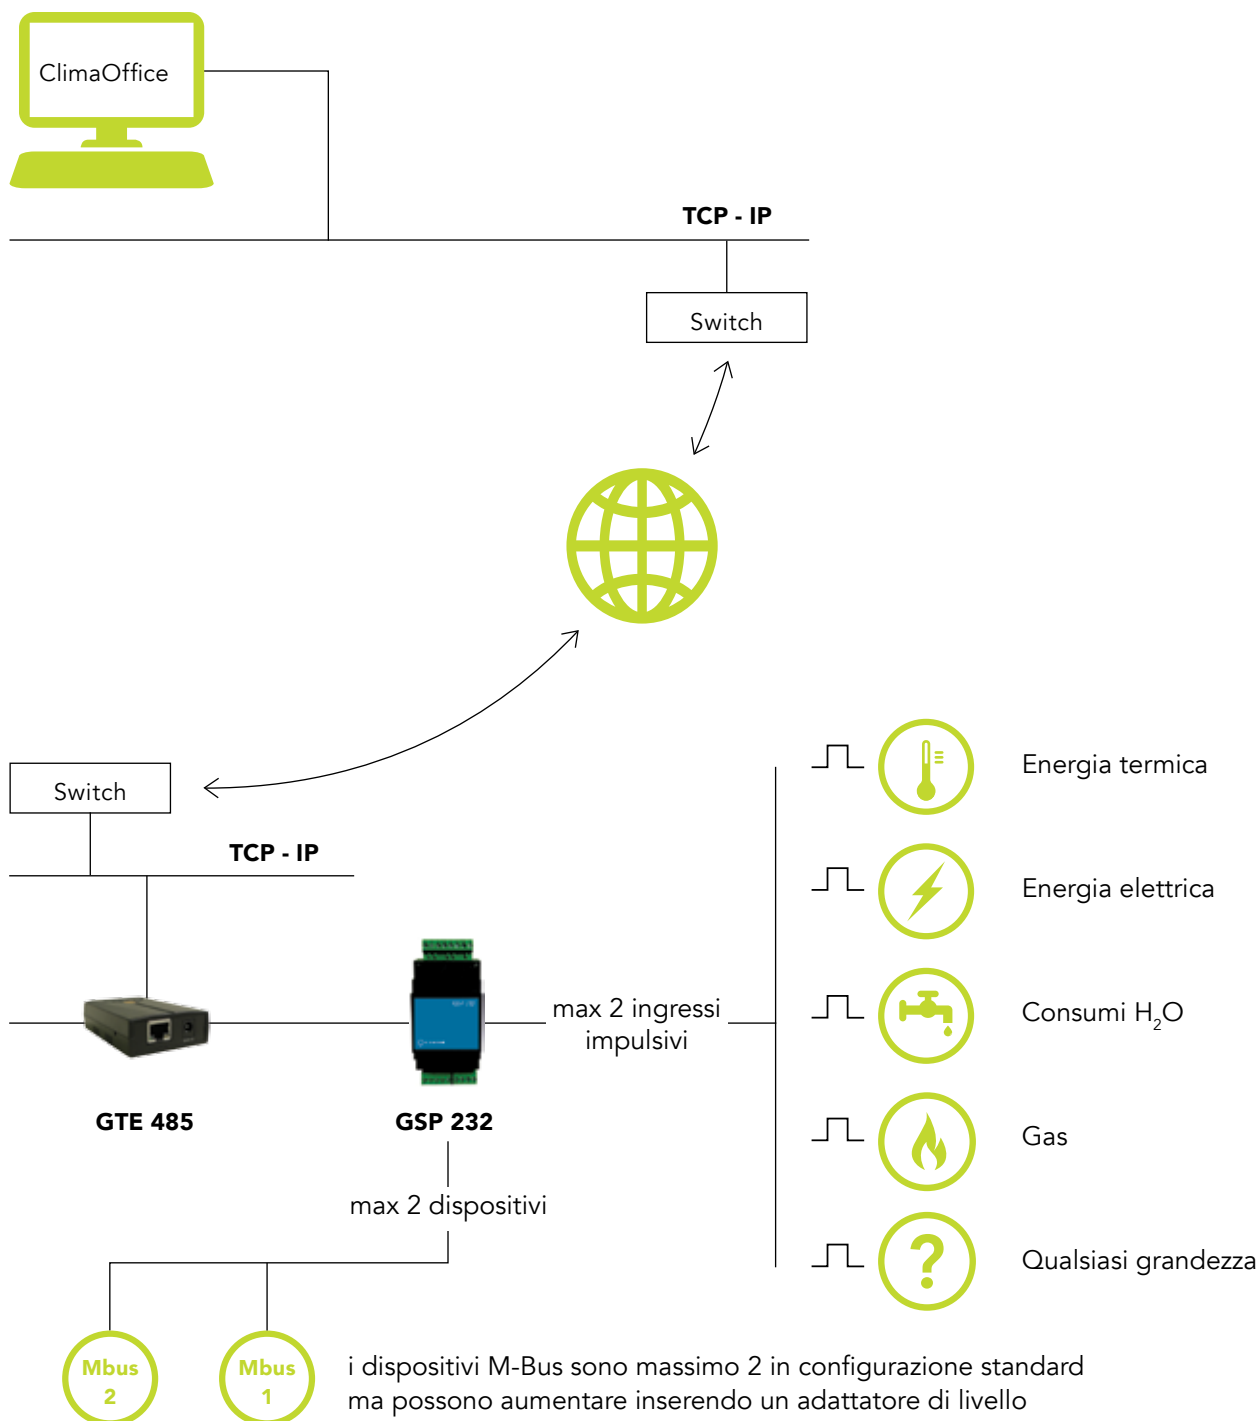 ClimaOffice
TCP - IP
Switch
Switch
TCP - IP
Energia termica
Energia elettrica
max 2 ingressi
impulsivi
Consumi H₂O
GTE 485
GSP 232
Gas
max 2 dispositivi
Qualsiasi grandezza
Mbus
2
Mbus
1
i dispositivi M-Bus sono massimo 2 in configurazione standard
ma possono aumentare inserendo un adattatore di livello